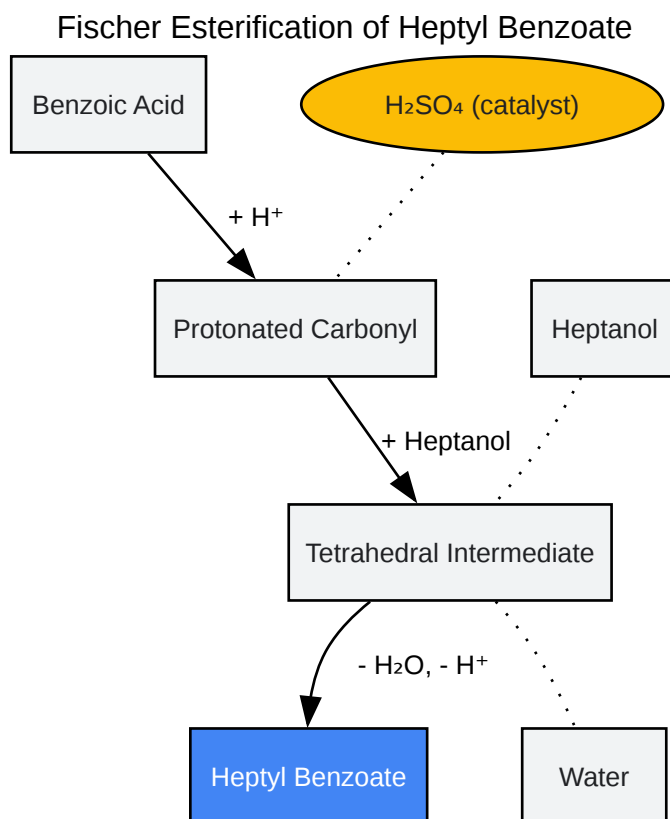 Fischer Esterification of Heptyl Benzoate
Benzoic Acid
H₂SO₄ (catalyst)
+ H⁺
Protonated Carbonyl
Heptanol
+ Heptanol
Tetrahedral Intermediate
- H₂O, - H⁺
Heptyl Benzoate
Water